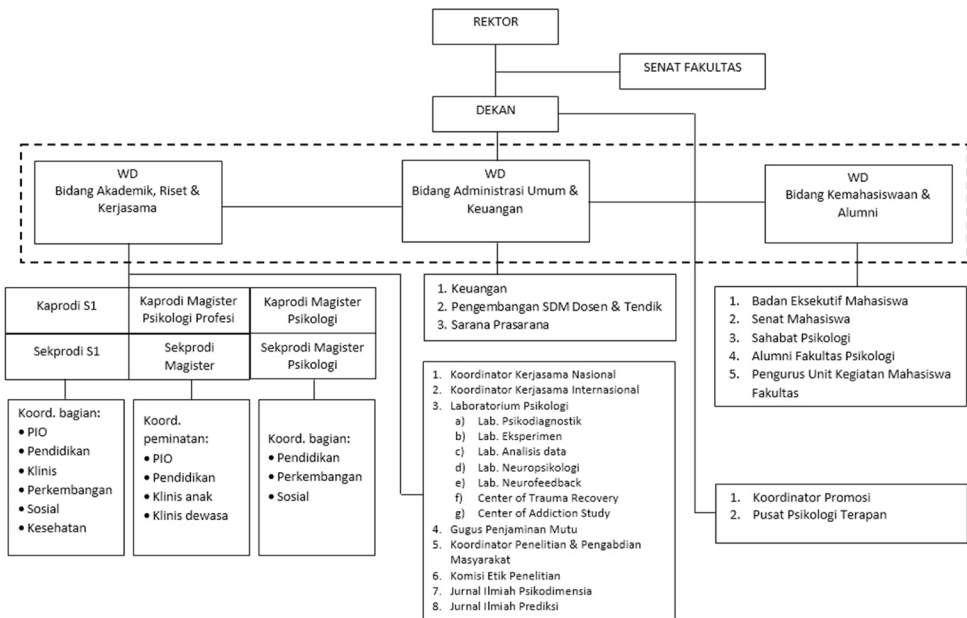 REKTOR
SENAT FAKULTAS
DEKAN
WD
Bidang Akademik, Riset &
Kerjasama
WD
Bidang Administrasi Umum &
Keuangan
WD
Bidang Kemahasiswaan &
Alumni
Kaprodi S1
Kaprodi Magister
Psikologi Profesi
Kaprodi Magister
Psikologi
Sekprodi S1
Sekprodi
Magister
Sekprodi Magister
Psikologi
Koord. bagian:
• PIO
• Pendidikan
• Klinis
• Perkembangan
• Sosial
• Kesehatan
Koord.
peminatan:
• PIO
• Pendidikan
• Klinis anak
• Klinis dewasa
Koord. bagian:
• Pendidikan
• Perkembangan
• Sosial
1. Keuangan
2. Pengembangan SDM Dosen & Tendik
3. Sarana Prasarana
1. Koordinator Kerjasama Nasional
2. Koordinator Kerjasama Internasional
3. Laboratorium Psikologi
a) Lab. Psikodiagnostik
b) Lab. Eksperimen
c) Lab. Analisis data
d) Lab. Neuropsikologi
e) Lab. Neurofeedback
f) Center of Trauma Recovery
g) Center of Addiction Study
4. Gugus Penjaminan Mutu
5. Koordinator Penelitian & Pengabdian
Masyarakat
6. Komisi Etik Penelitian
7. Jurnal Ilmiah Psikodimensia
8. Jurnal Ilmiah Prediksi
1. Badan Eksekutif Mahasiswa
2. Senat Mahasiswa
3. Sahabat Psikologi
4. Alumni Fakultas Psikologi
5. Pengurus Unit Kegiatan Mahasiswa
Fakultas
1. Koordinator Promosi
2. Pusat Psikologi Terapan